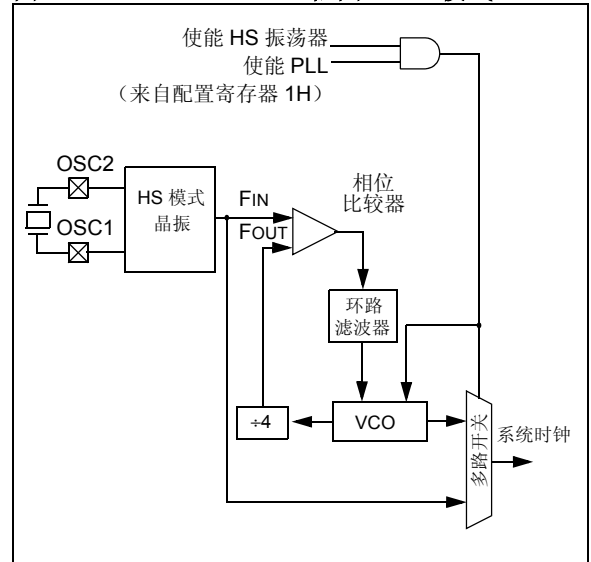 使能 HS 振荡器
使能 PLL
（来自配置寄存器 1H）
OSC2
OSC1
HS 模式
晶振
FIN
FOUT
相位
比较器
环路
滤波器
÷4
VCO
多路开关
系统时钟